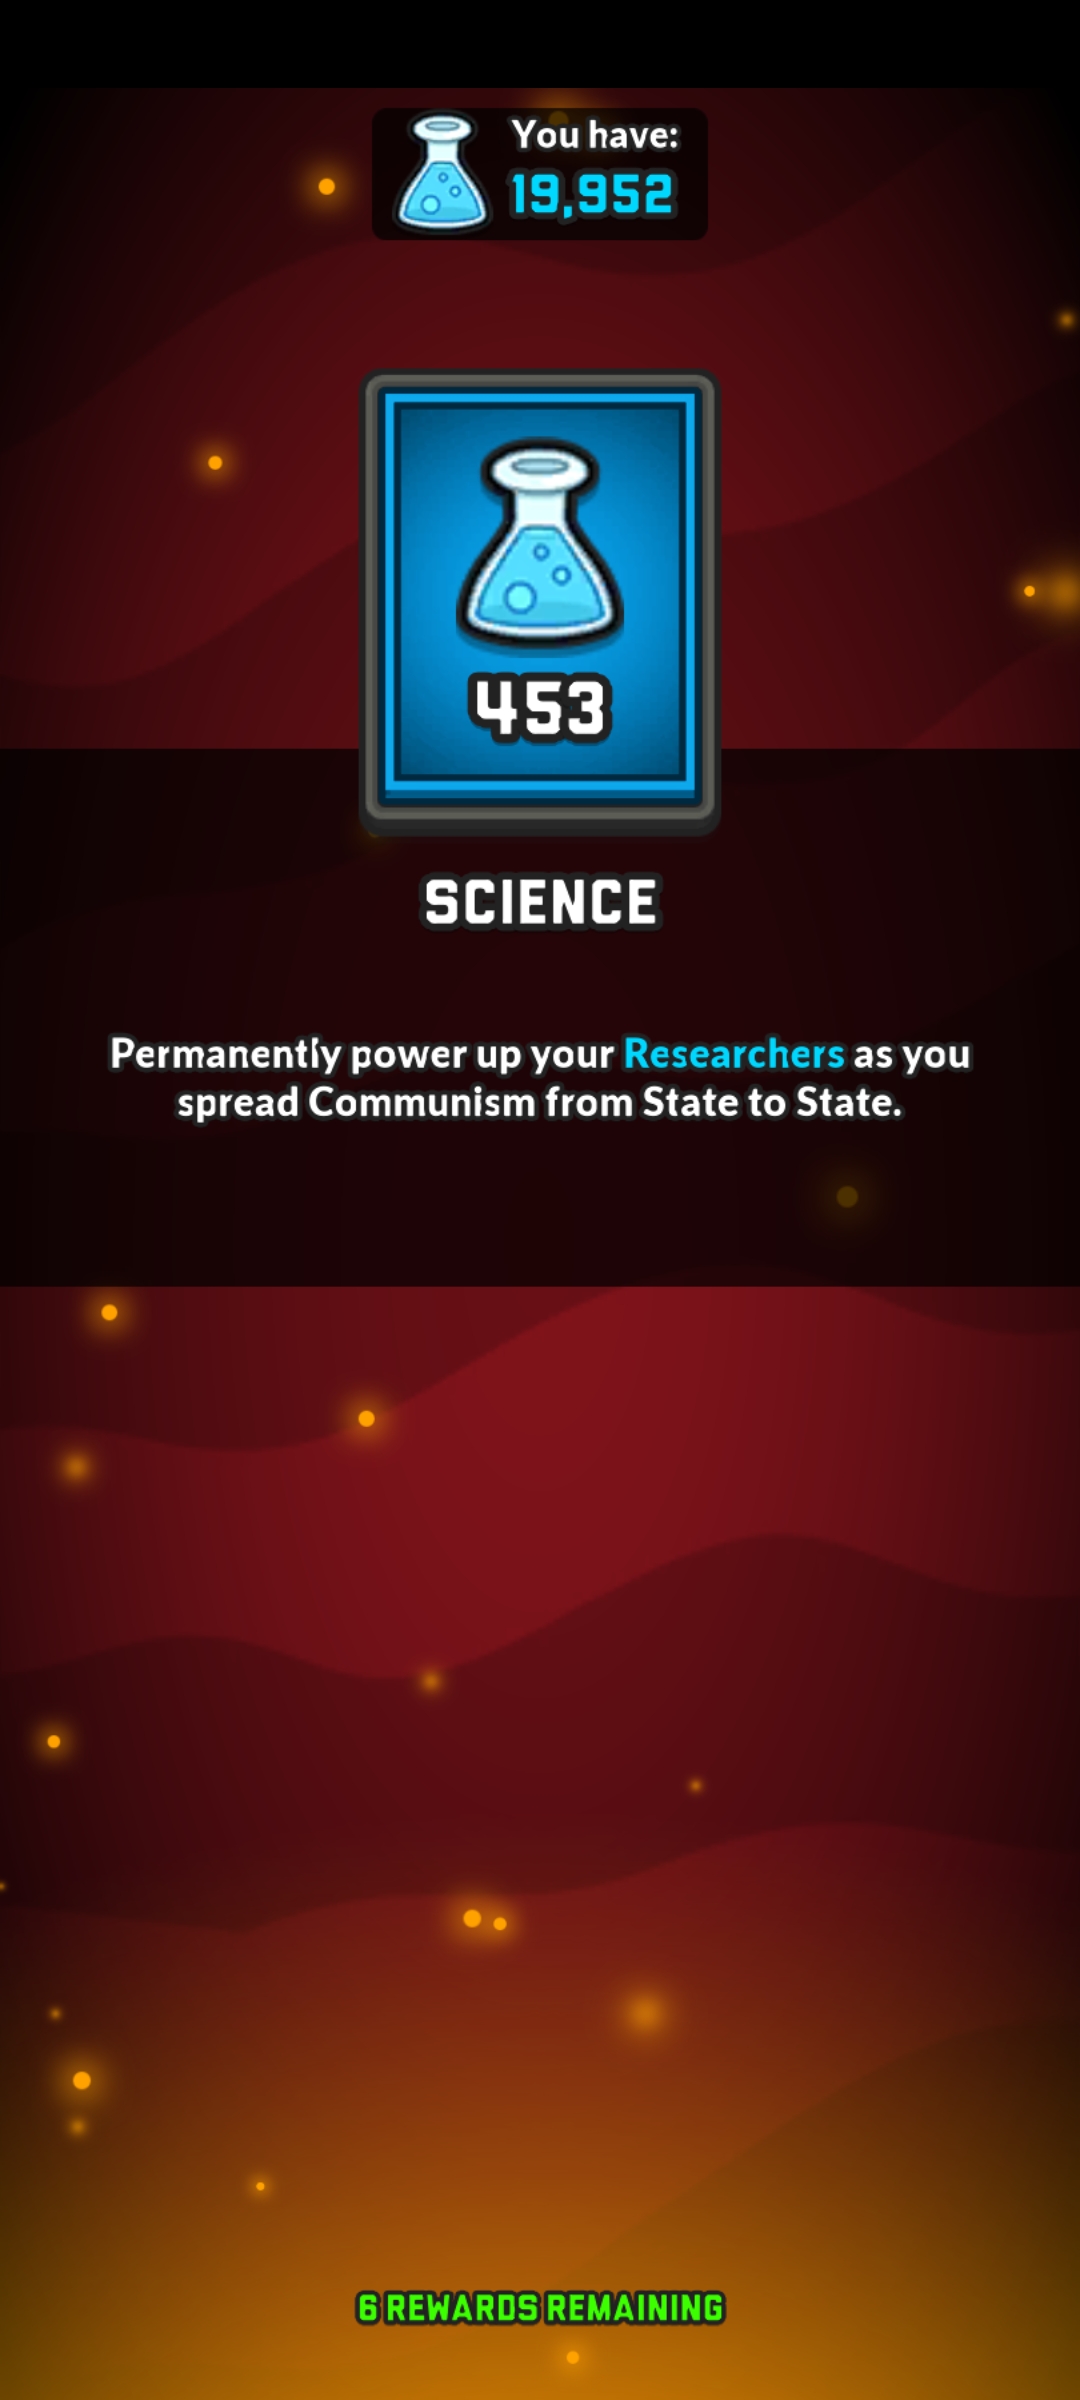 You have:
19,952
453
SCIENCE
Permanently power up your Researchers as you
spread Communism from State to State.
6 REWARDS REMAINING